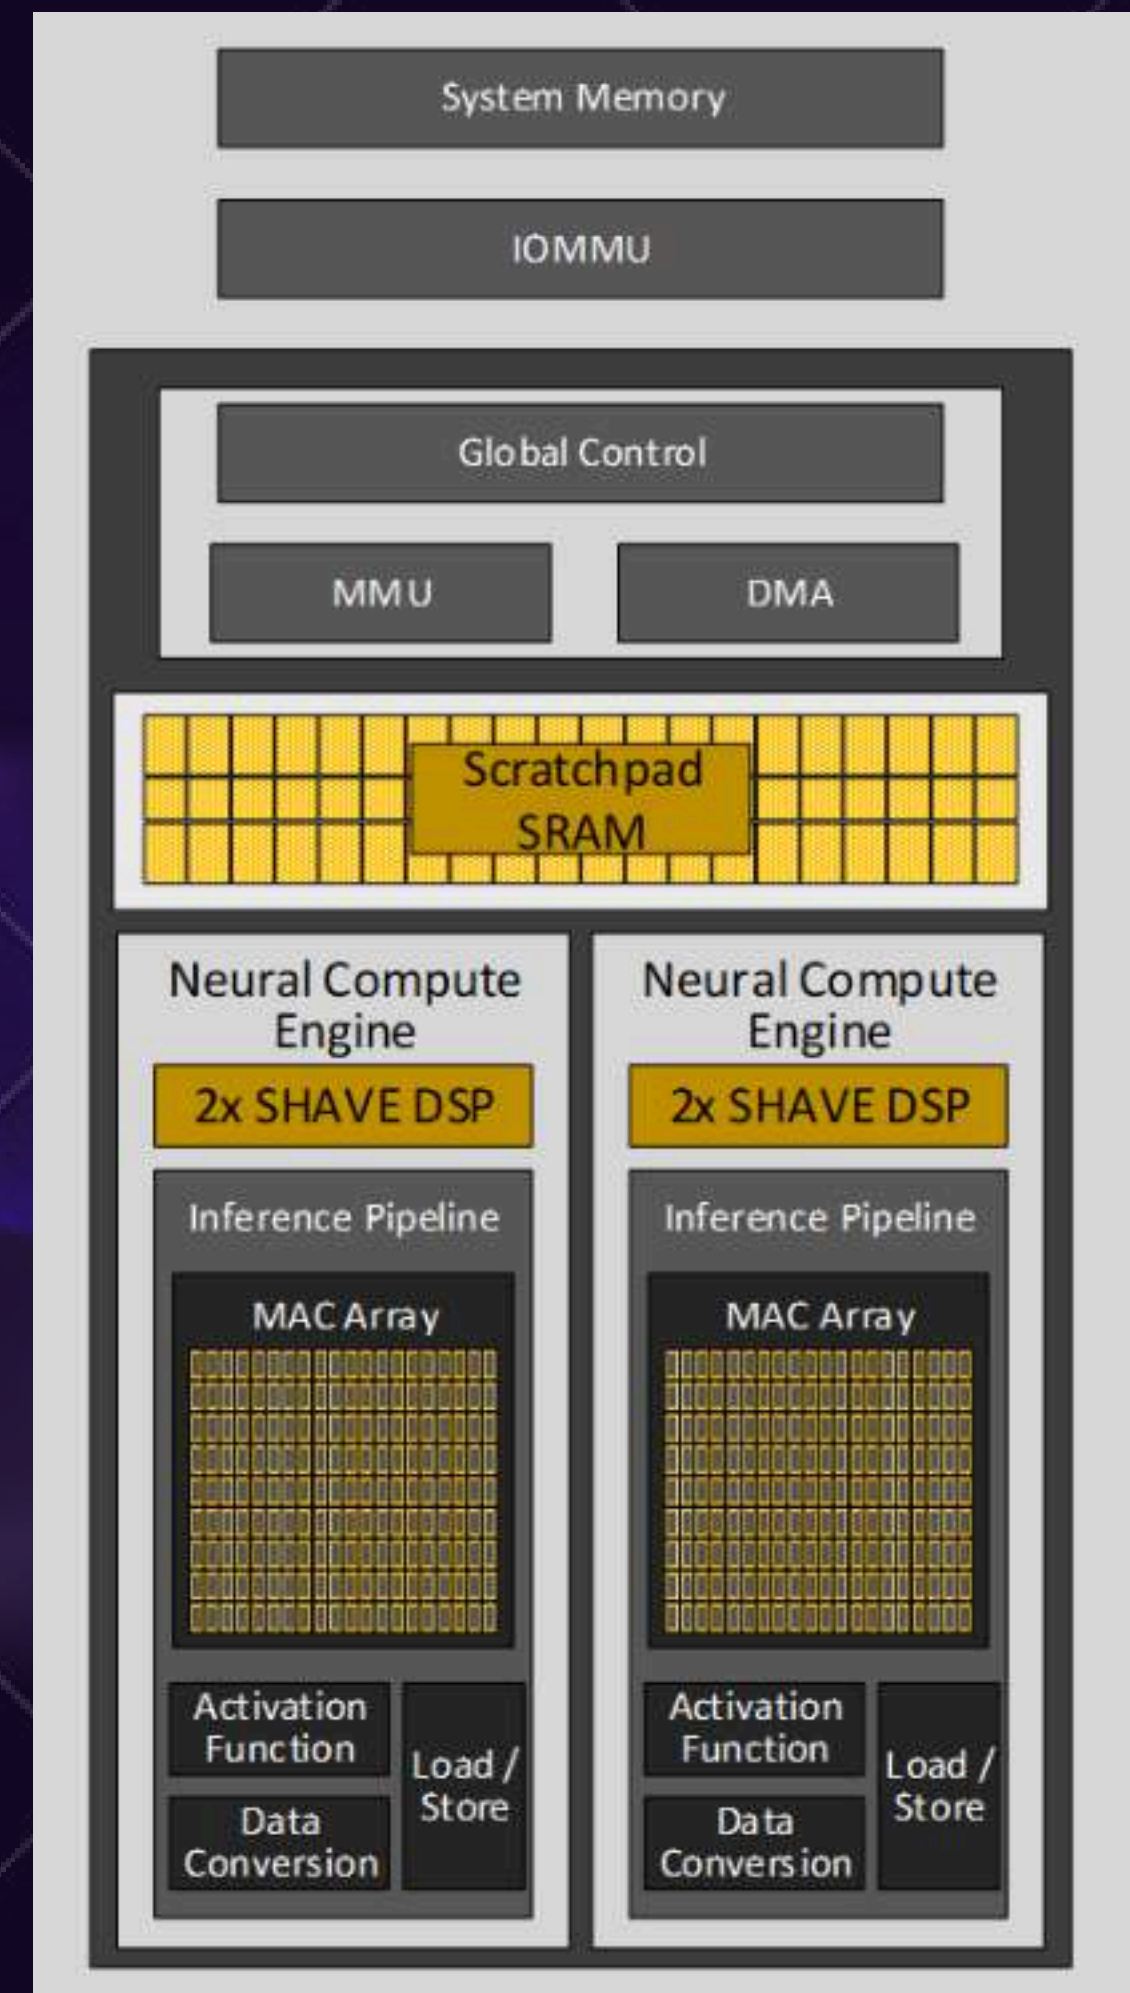 System Memory
IOMMU
Global Control
MMU
DMA
Scratchpad
SRAM
Neural Compute
Engine
2x SHAVE DSP
Inference Pipeline
MAC Array
Activation
Function
Load /
Store
Data
Conversion
Neural Compute
Engine
2x SHAVE DSP
Inference Pipeline
MAC Array
Activation
Function
Load /
Store
Data
Conversion